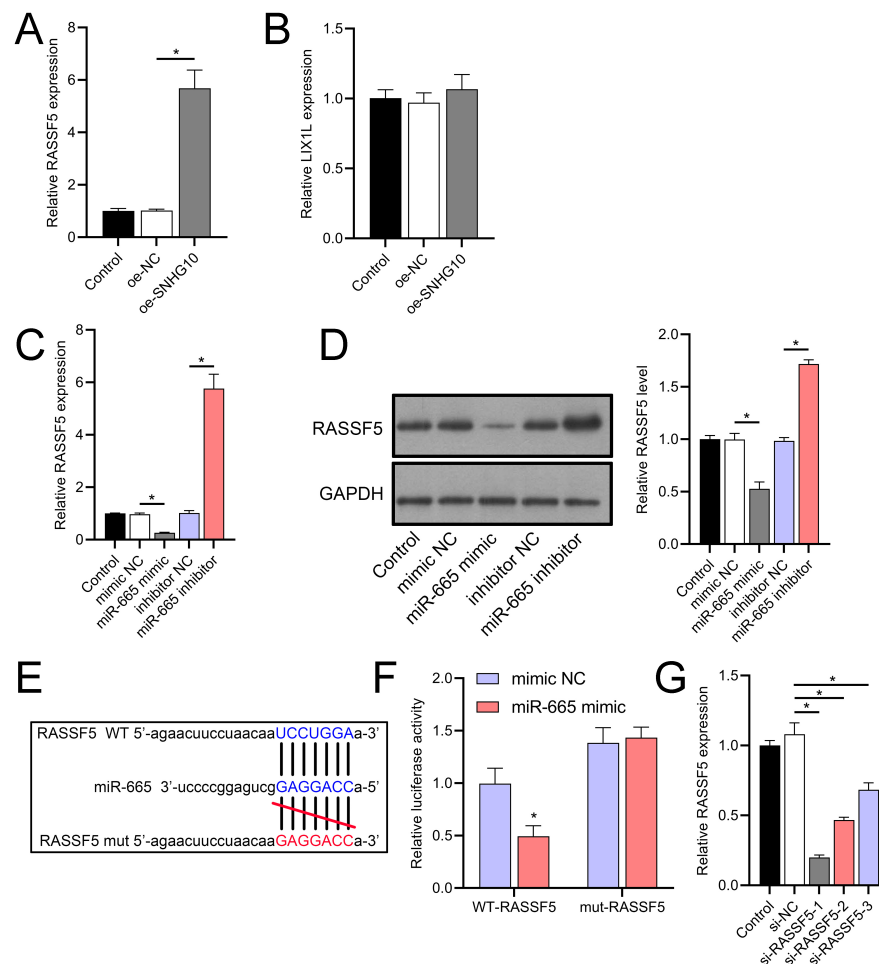 A
Relative RASSF5 expression
8
6
4
2
0
*
Control
oe-NC
oe-SNHG10
B
Relative LIX1L expression
1.5
1.0
0.5
0.0
Control
oe-NC
oe-SNHG10
C
Relative RASSF5 expression
8
6
4
2
0
*
*
Control
mimic NC
miR-665 mimic
inhibitor NC
miR-665 inhibitor
D
RASSF5
GAPDH
Control
mimic NC
miR-665 mimic
inhibitor NC
miR-665 inhibitor
Relative RASSF5 level
2.0
1.5
1.0
0.5
0.0
*
*
Control
mimic NC
miR-665 mimic
inhibitor NC
miR-665 inhibitor
E
RASSF5 WT 5’-agaacuuccuaacaaUCCUGGAa-3’
miR-665 3’-uccccggagucgGAGGACCa-5’
RASSF5 mut 5’-agaacuuccuaacaaGAGGACCa-3’
F
Relative luciferase activity
2.0
1.5
1.0
0.5
0.0
mimic NC
miR-665 mimic
*
WT-RASSF5
mut-RASSF5
G
Relative RASSF5 expression
1.5
1.0
0.5
0.0
*
*
*
Control
si-NC
si-RASSF5-1
si-RASSF5-2
si-RASSF5-3